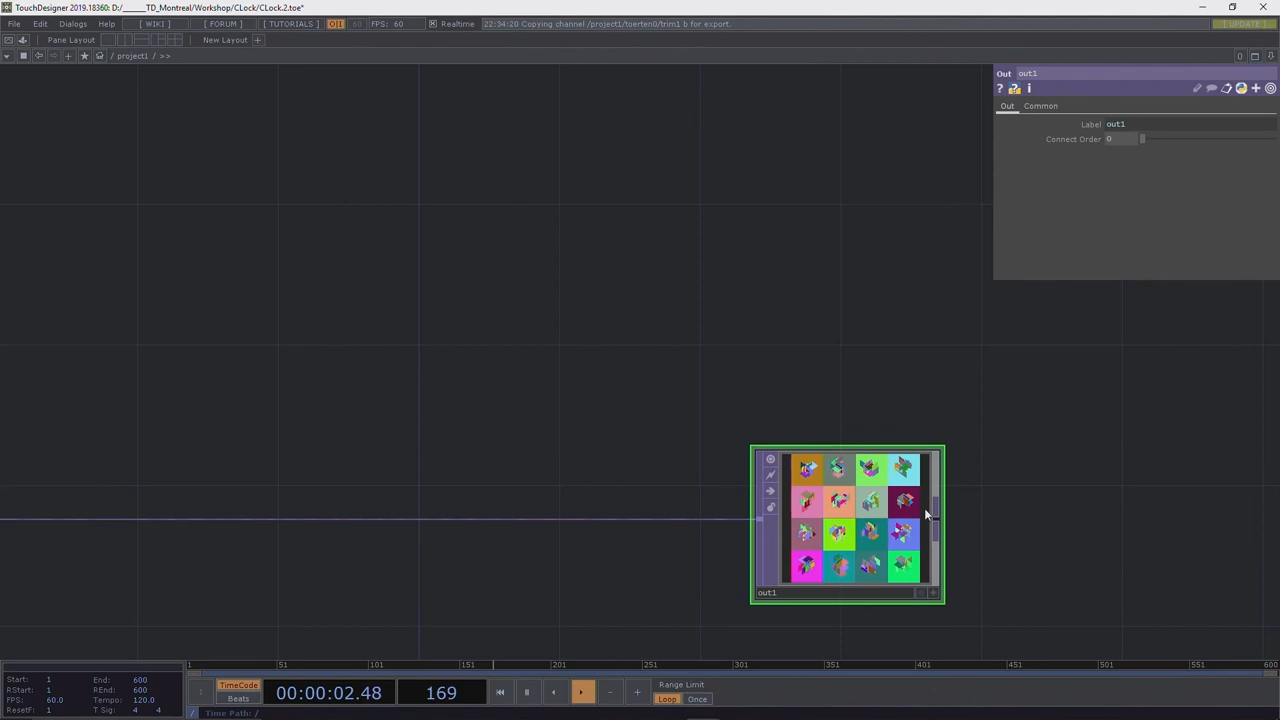 TouchDesigner 2019.18360: D:/______TD_Montreal/Workshop/CLock/CLock.2.toe*
File Edit Dialogs Help [ WIKI ] [ FORUM ] [ TUTORIALS ] O|I 60 FPS: 60 Realtime 22:34:20 Copying channel /project1/toerten0/trim1 b for export. [ UPDATE ]
Pane Layout New Layout +
/ project1 / >>
Out out1
? ? i
Out Common
Label out1
Connect Order 0
out1
1 51 101 151 201 251 301 351 401 451 501 551 600
Start: 1 End: 600
RStart: 1 REnd: 600
FPS: 60.0 Tempo: 120.0
ResetF: 1 T Sig: 4 4
TimeCode
Beats
00:00:02.48 169
Range Limit
Loop Once
/ Time Path: /